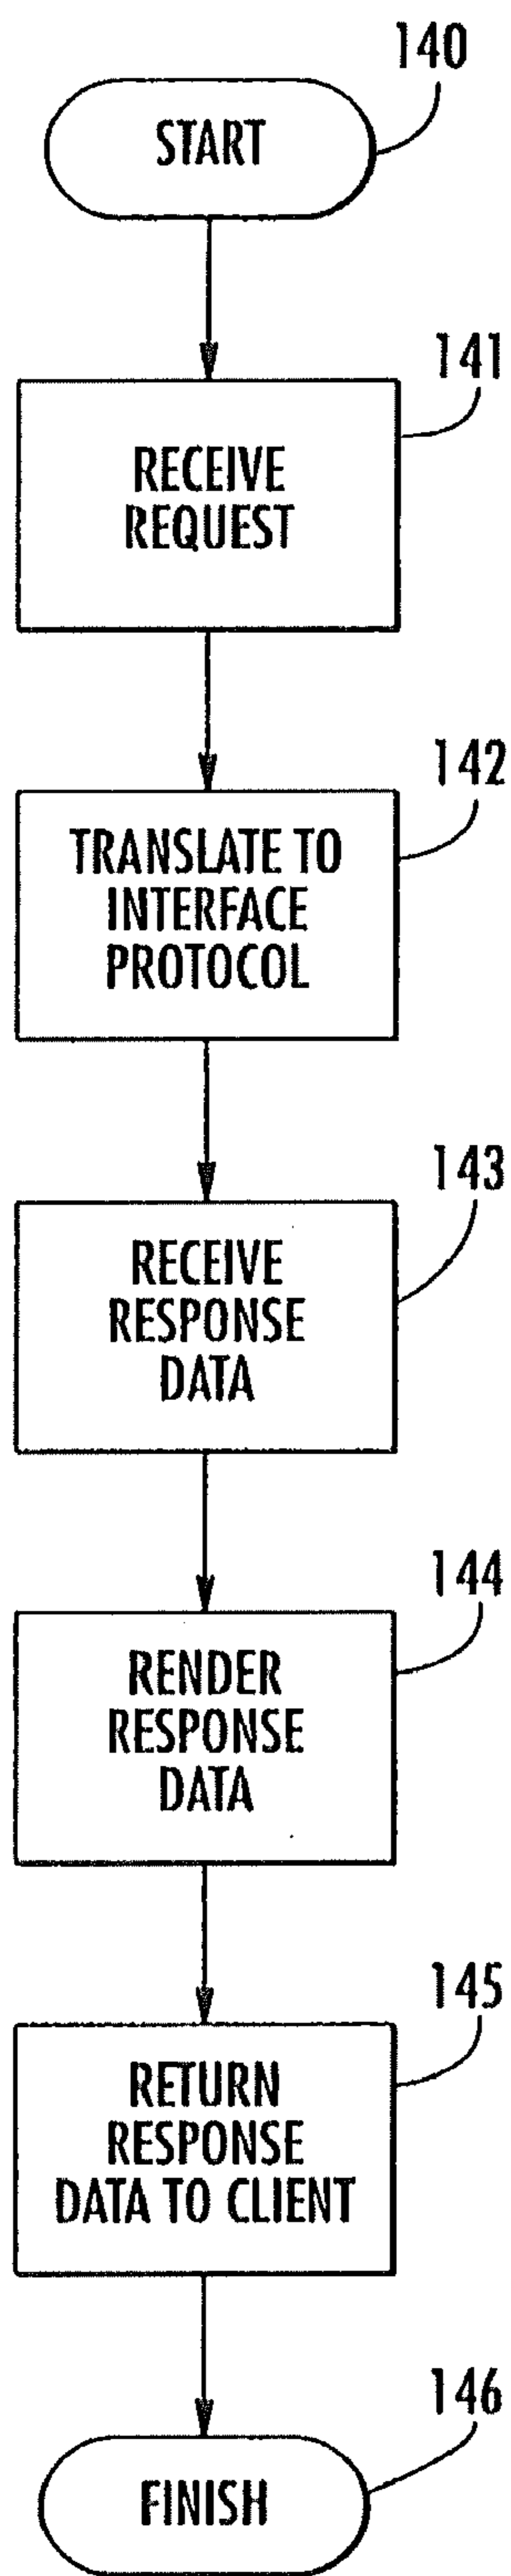 140
START
141
RECEIVE
REQUEST
142
TRANSLATE TO
INTERFACE
PROTOCOL
143
RECEIVE
RESPONSE
DATA
144
RENDER
RESPONSE
DATA
145
RETURN
RESPONSE
DATA TO CLIENT
146
FINISH